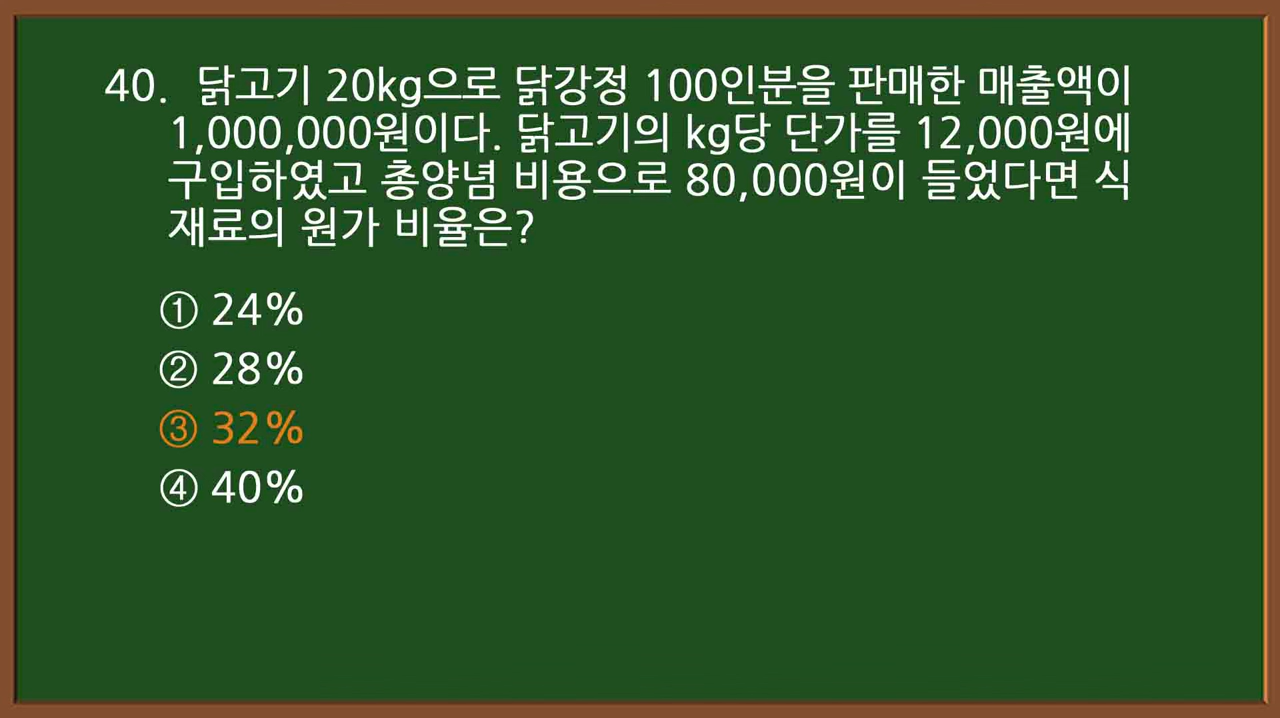 40. 닭고기 20kg으로 닭강정 100인분을 판매한 매출액이
1,000,000원이다. 닭고기의 kg당 단가를 12,000원에
구입하였고 총양념 비용으로 80,000원이 들었다면 식
재료의 원가 비율은?
① 24%
② 28%
③ 32%
④ 40%